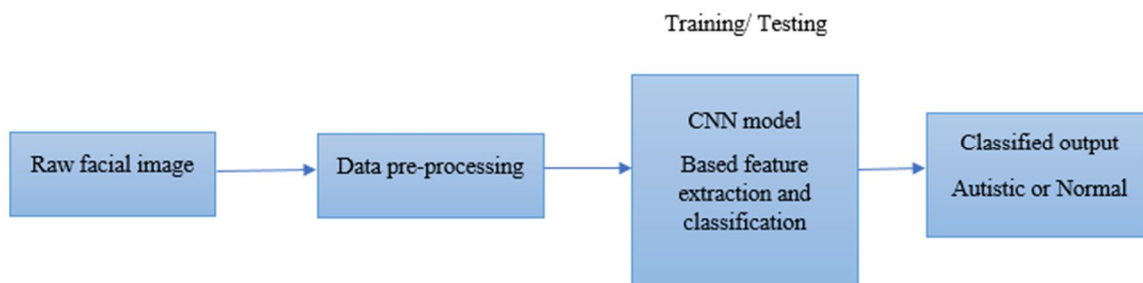 Training/ Testing
Raw facial image
Data pre-processing
CNN model
Based feature
extraction and
classification
Classified output
Autistic or Normal